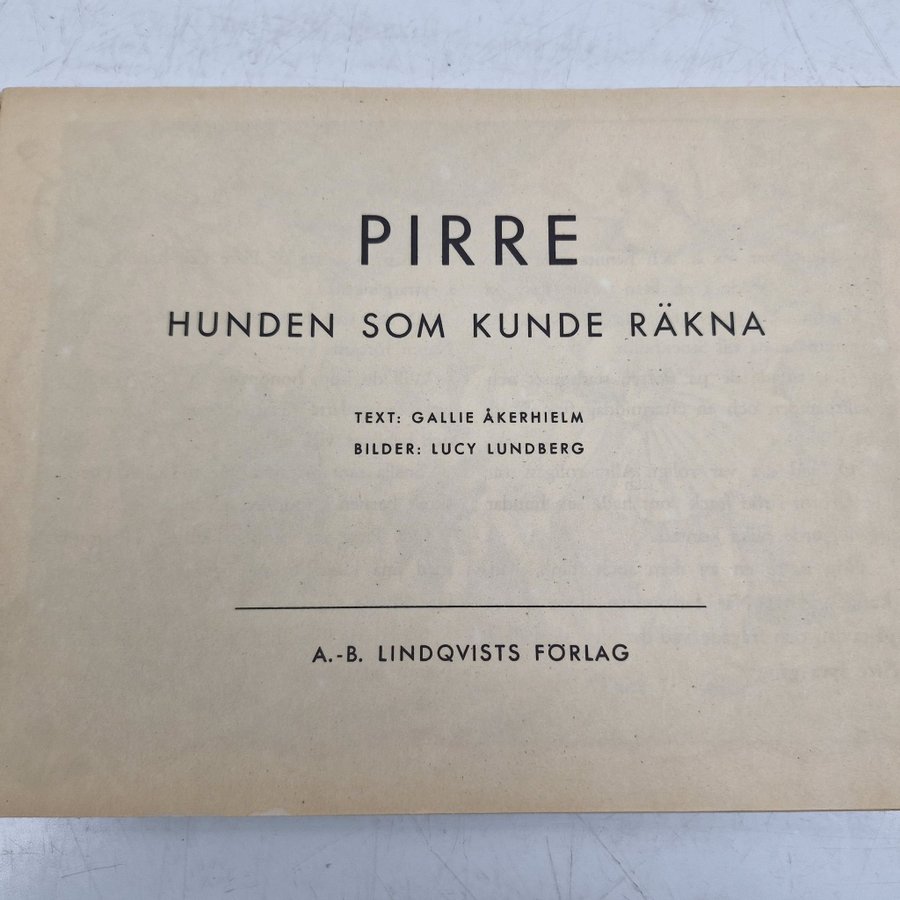 PIRRE
HUNDEN SOM KUNDE RÄKNA
TEXT: GALLIE ÅKERHIELM
BILDER: LUCY LUNDBERG
A.-B. LINDQVISTS FÖRLAG